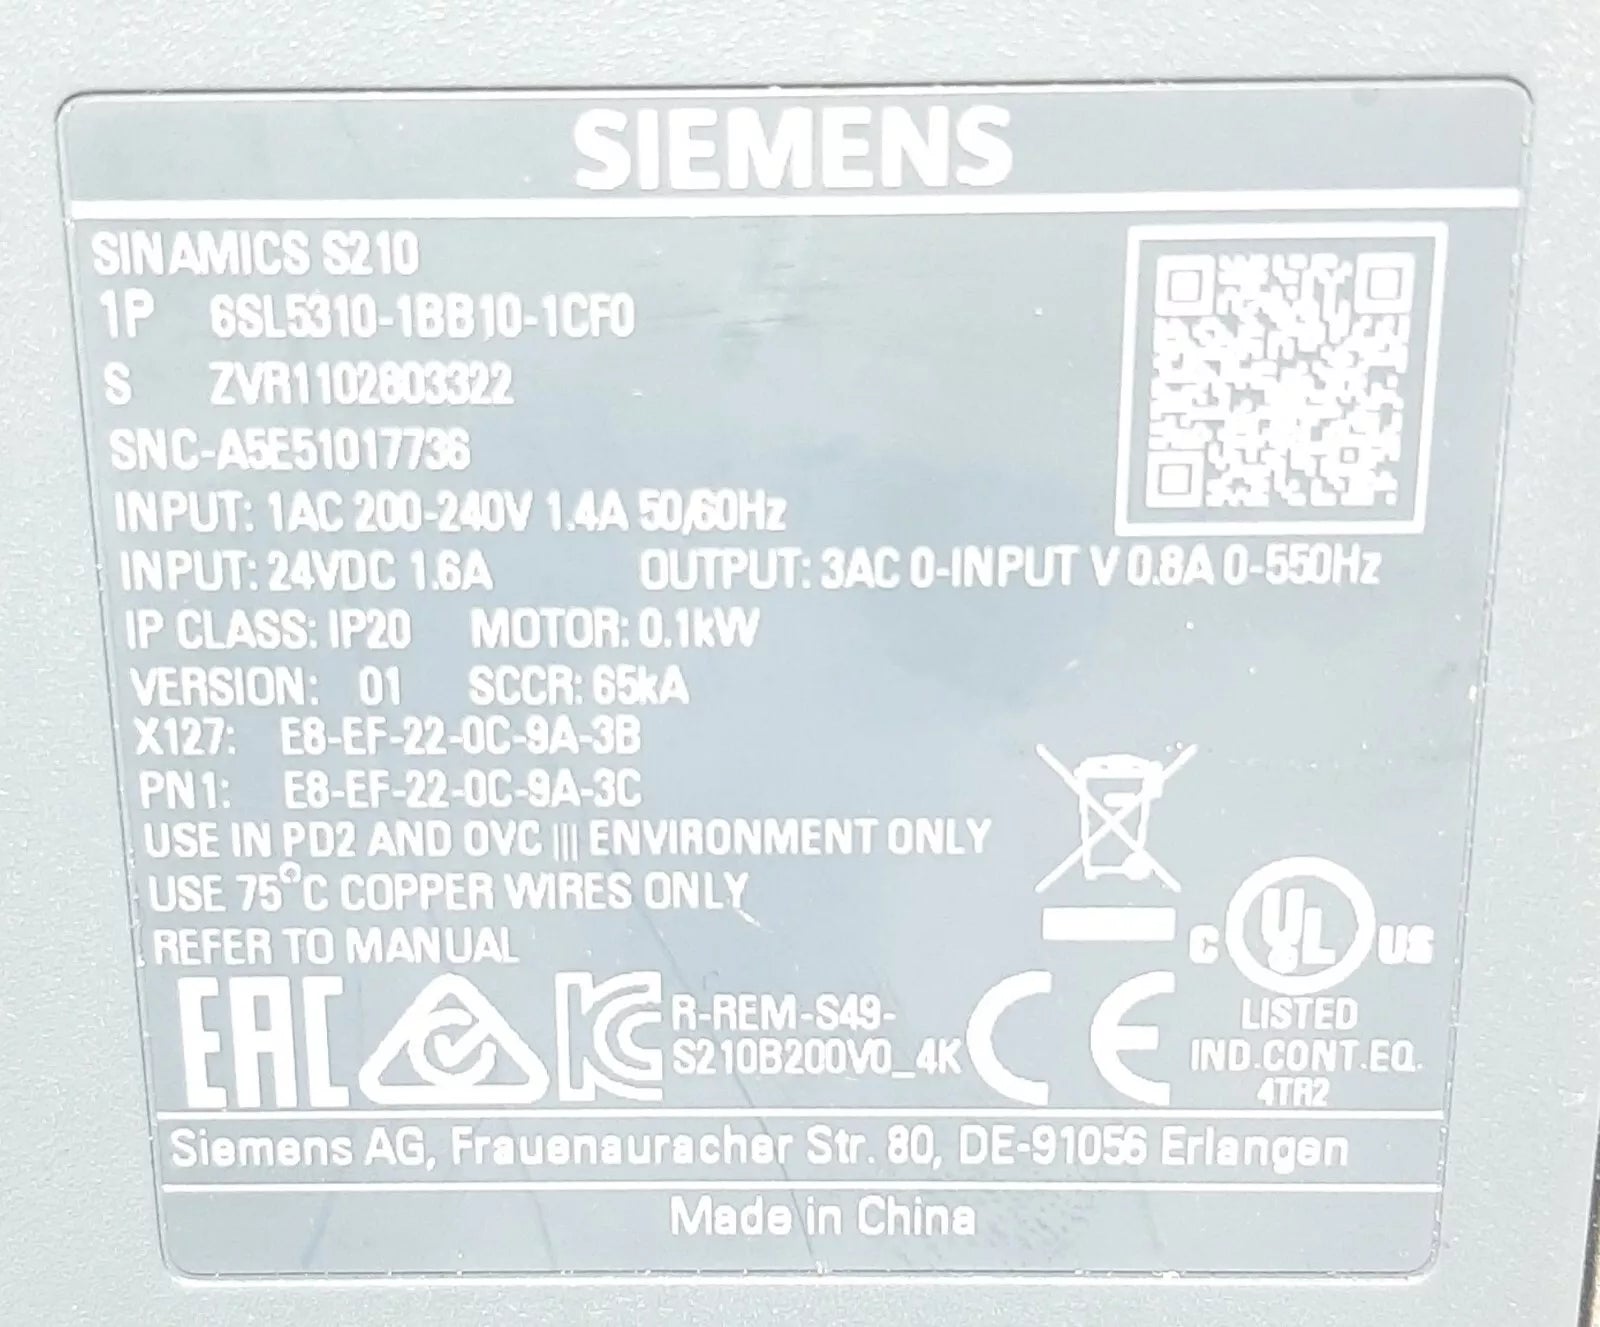 SIEMENS
SINAMICS S210
1P 6SL5310-1BB10-1CF0
S ZVR1102803322
SNC-A5E51017736
INPUT: 1AC 200-240V 1.4A 50/60Hz
INPUT: 24VDC 1.6A OUTPUT: 3AC 0-INPUT V 0.8A 0-550Hz
IP CLASS: IP20 MOTOR: 0.1kW
VERSION: 01 SCCR: 65kA
X127: E8-EF-22-0C-9A-3B
PN1: E8-EF-22-0C-9A-3C
USE IN PD2 AND OVC III ENVIRONMENT ONLY
USE 75°C COPPER WIRES ONLY
REFER TO MANUAL
EAC
KC
R-REM-S49-
S210B200V0_4K
CE
C UL US
LISTED
IND.CONT.EQ.
4TR2
Siemens AG, Frauenauracher Str. 80, DE-91056 Erlangen
Made in China